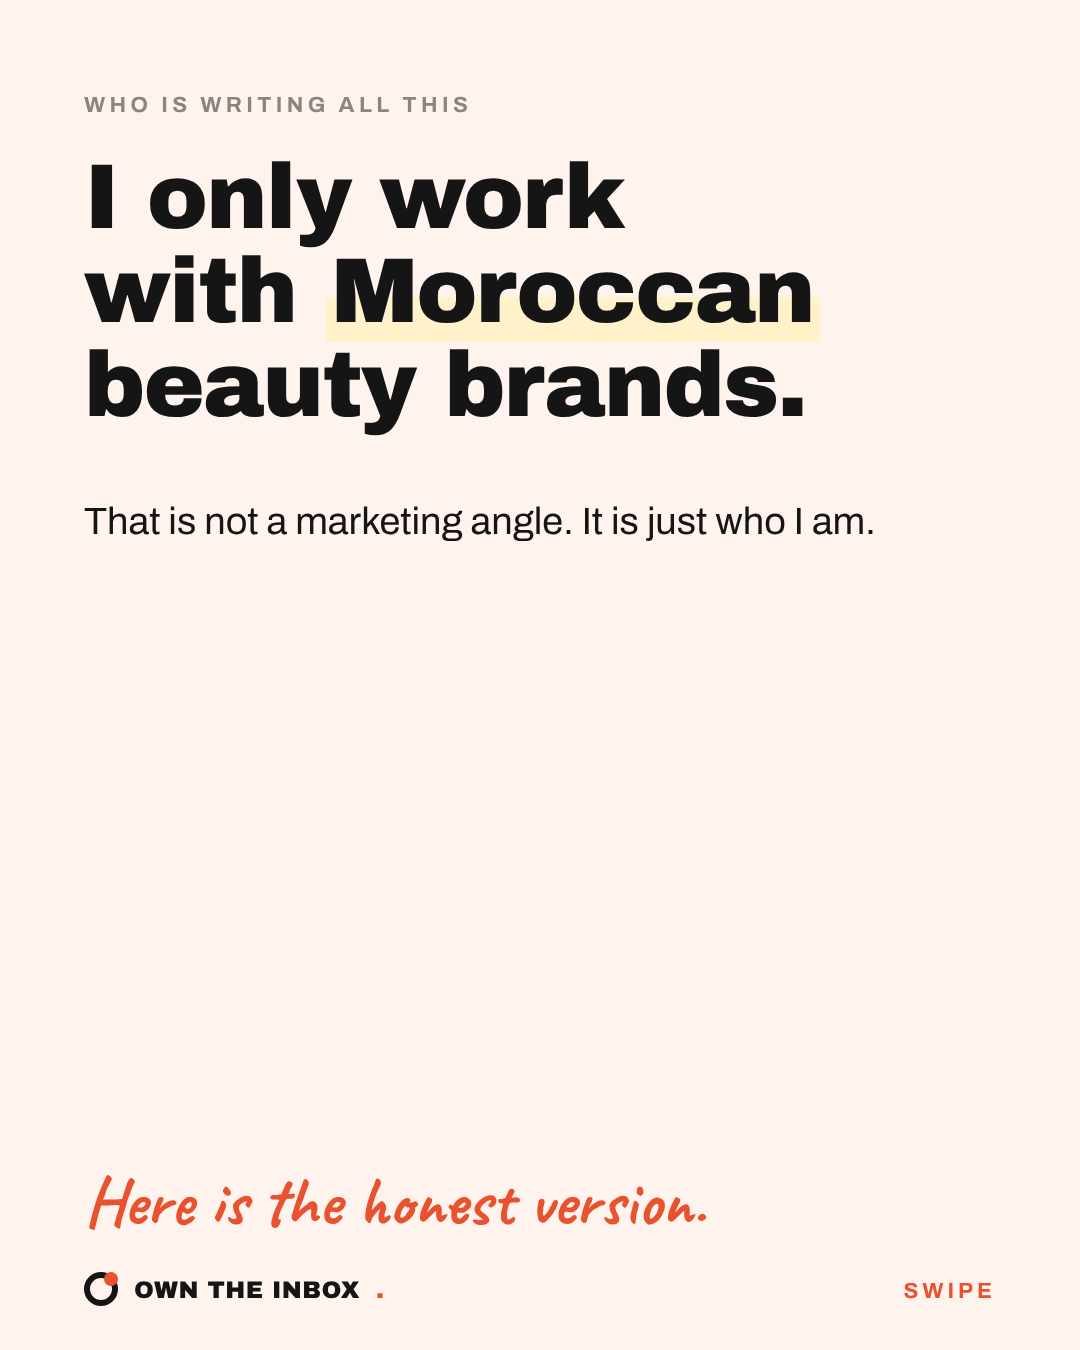 WHO IS WRITING ALL THIS
I only work
with Moroccan
beauty brands.
That is not a marketing angle. It is just who I am.
Here is the honest version.
OWN THE INBOX .
SWIPE